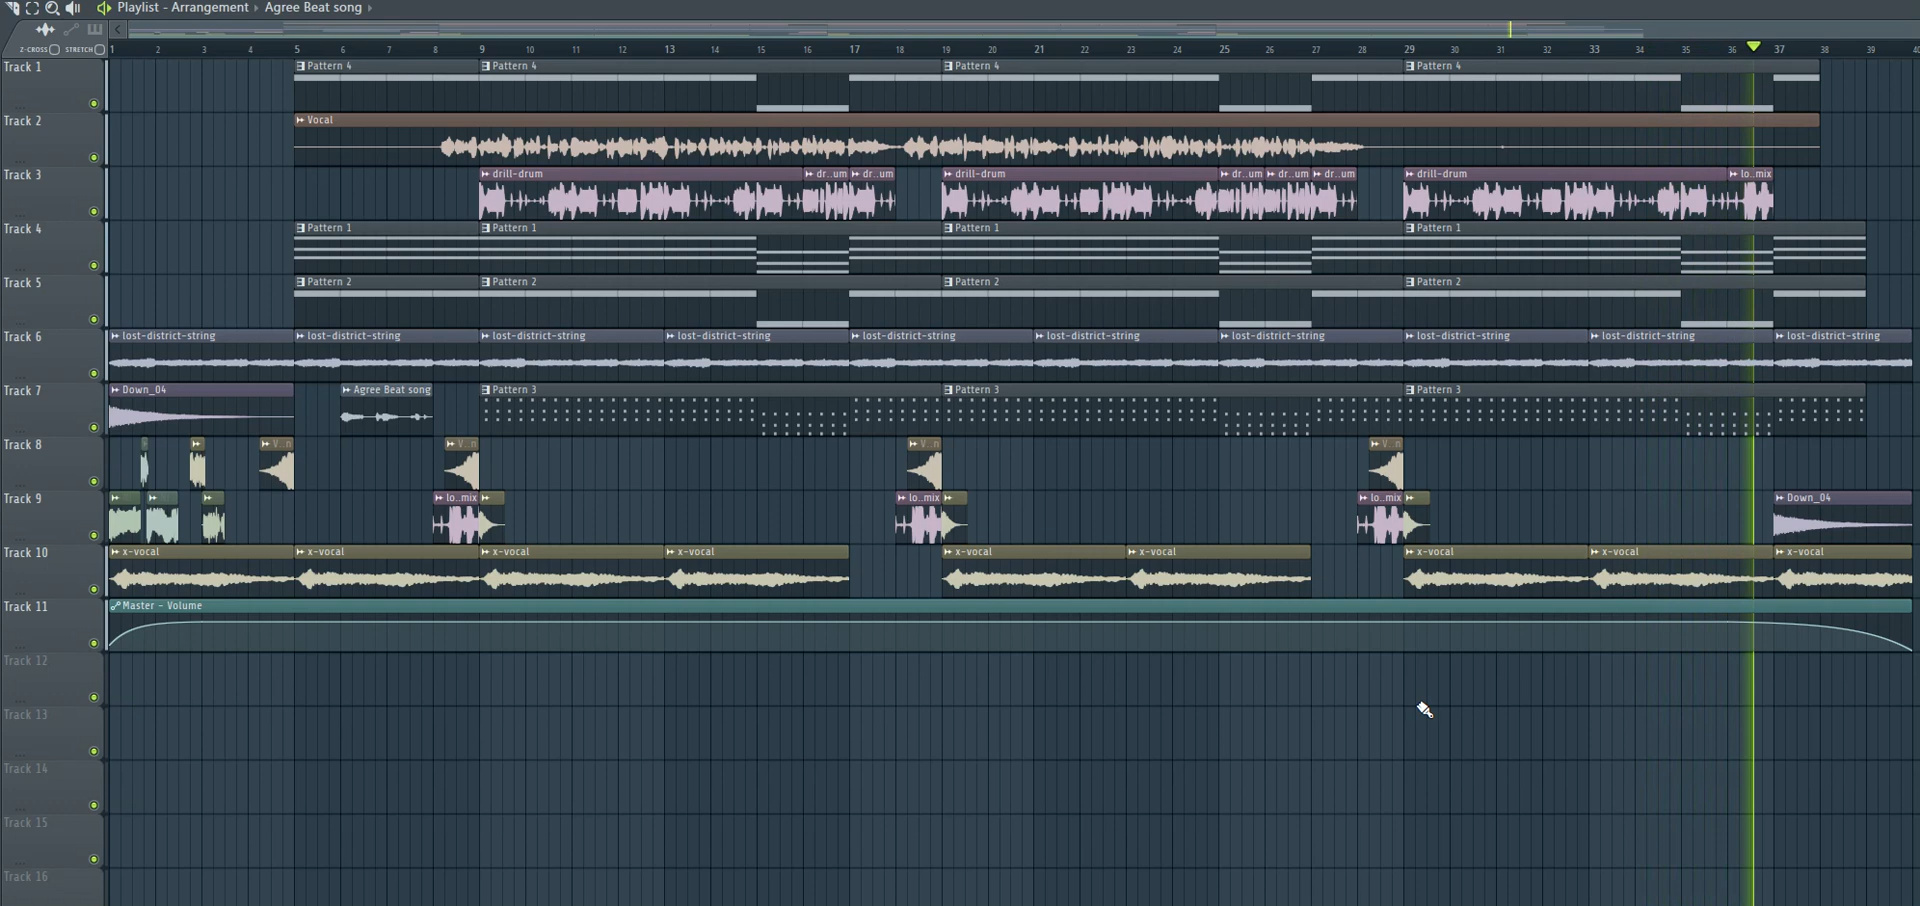 Playlist - Arrangement › Agree Beat song ›
Z-CROSS STRETCH
1 2 3 4 5 6 7 8 9 10 11 12 13 14 15 16 17 18 19 20 21 22 23 24 25 26 27 28 29 30 31 32 33 34 35 36 37 38 39 40
Track 1 Pattern 4 Pattern 4 Pattern 4 Pattern 4
Track 2 Vocal
Track 3 drill-drum dr..um dr..um drill-drum dr..um dr..um dr..um drill-drum lo..mix
Track 4 Pattern 1 Pattern 1 Pattern 1 Pattern 1
Track 5 Pattern 2 Pattern 2 Pattern 2 Pattern 2
Track 6 lost-district-string lost-district-string lost-district-string lost-district-string lost-district-string lost-district-string lost-district-string lost-district-string lost-district-string lost-district-string
Track 7 Down_04 Agree Beat song Pattern 3 Pattern 3 Pattern 3
Track 8 V..n V..n V..n V..n
Track 9 lo..mix lo..mix lo..mix Down_04
Track 10 x-vocal x-vocal x-vocal x-vocal x-vocal x-vocal x-vocal x-vocal x-vocal
Track 11 Master - Volume
Track 12
Track 13
Track 14
Track 15
Track 16